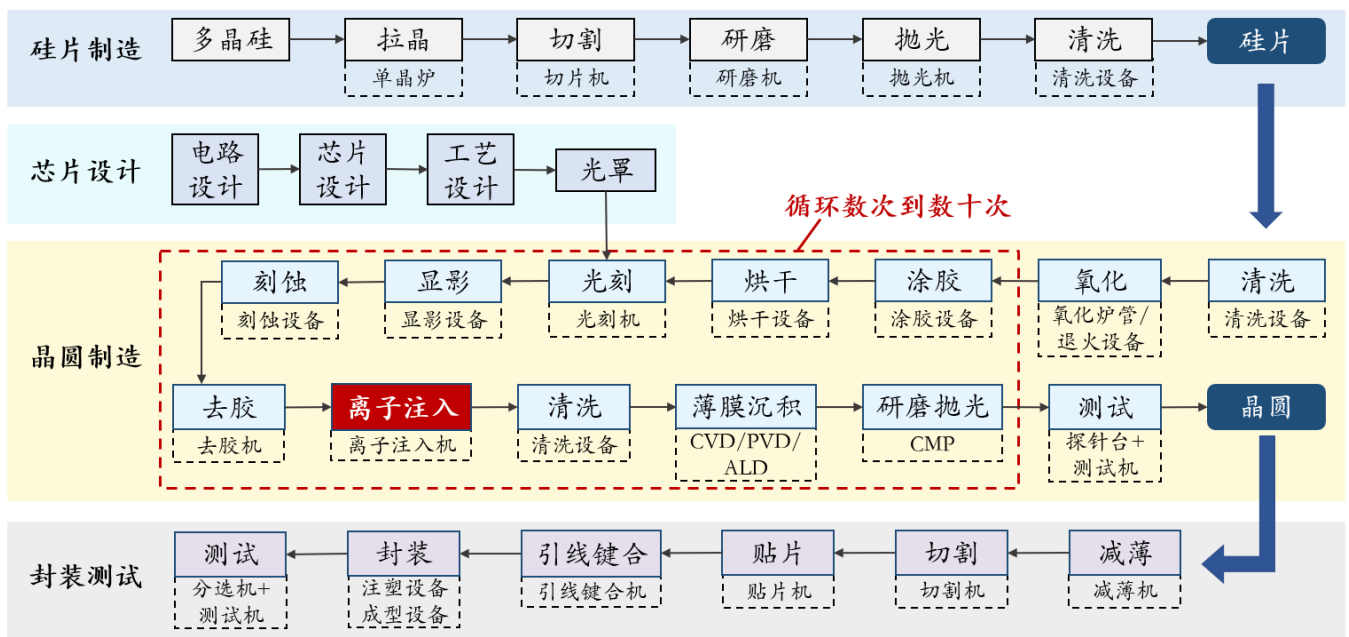 硅片制造
多晶硅
拉晶
单晶炉
切割
切片机
研磨
研磨机
抛光
抛光机
清洗
清洗设备
硅片
芯片设计
电路
设计
芯片
设计
工艺
设计
光罩
循环数次到数十次
晶圆制造
刻蚀
刻蚀设备
显影
显影设备
光刻
光刻机
烘干
烘干设备
涂胶
涂胶设备
氧化
氧化炉管/
退火设备
清洗
清洗设备
去胶
去胶机
离子注入
离子注入机
清洗
清洗设备
薄膜沉积
CVD/PVD/
ALD
研磨抛光
CMP
测试
探针台+
测试机
晶圆
封装测试
测试
分选机+
测试机
封装
注塑设备
成型设备
引线键合
引线键合机
贴片
贴片机
切割
切割机
减薄
减薄机